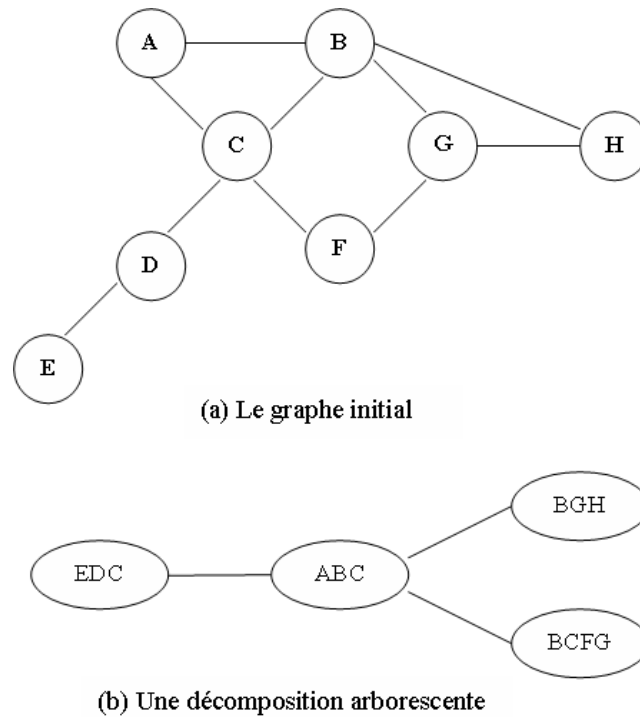 A B
C G H
D F
E
(a) Le graphe initial
BGH
EDC ABC
BCFG
(b) Une décomposition arborescente